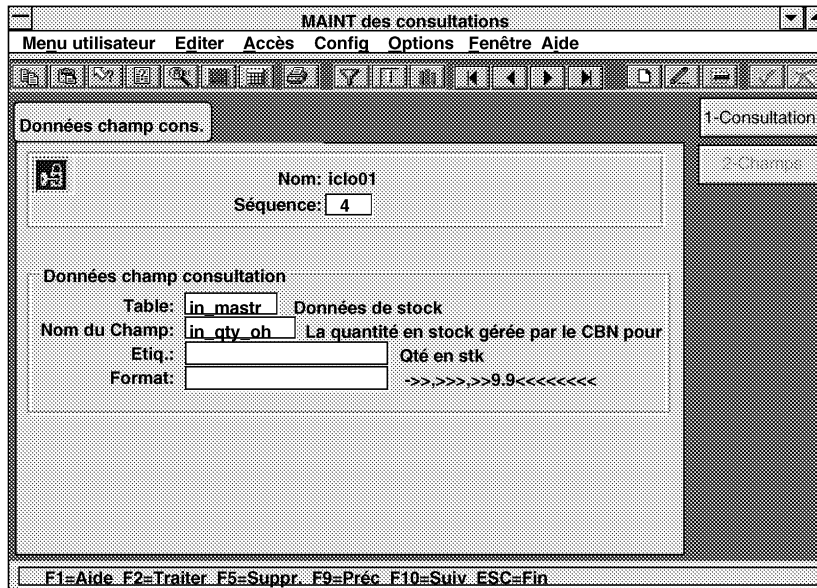 MAINT des consultations
Menu utilisateur Editer Accès Config Options Fenêtre Aide
Données champ cons.
1-Consultation
2-Champs
Nom: iclo01
Séquence: 4
Données champ consultation
Table: in_mastr Données de stock
Nom du Champ: in_qty_oh La quantité en stock gérée par le CBN pour
Etiq.: Qté en stk
Format: ->>,>>>,>>9.9<<<<<<<<
F1=Aide F2=Traiter F5=Suppr. F9=Préc F10=Suiv ESC=Fin